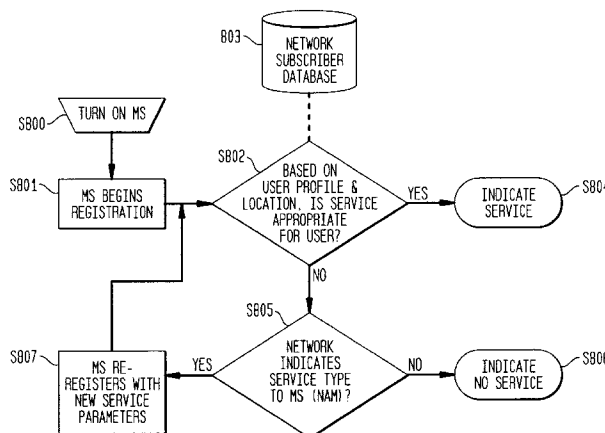 803
NETWORK
SUBSCRIBER
DATABASE
S800
TURN ON MS
S802
S801
MS BEGINS
REGISTRATION
BASED ON
USER PROFILE &
LOCATION, IS SERVICE
APPROPRIATE
FOR USER?
YES
INDICATE
SERVICE
S804
NO
S805
S807
MS RE-
REGISTERS WITH
NEW SERVICE
PARAMETERS
YES
NETWORK
INDICATES
SERVICE TYPE
TO MS (NAM)?
NO
INDICATE
NO SERVICE
S806